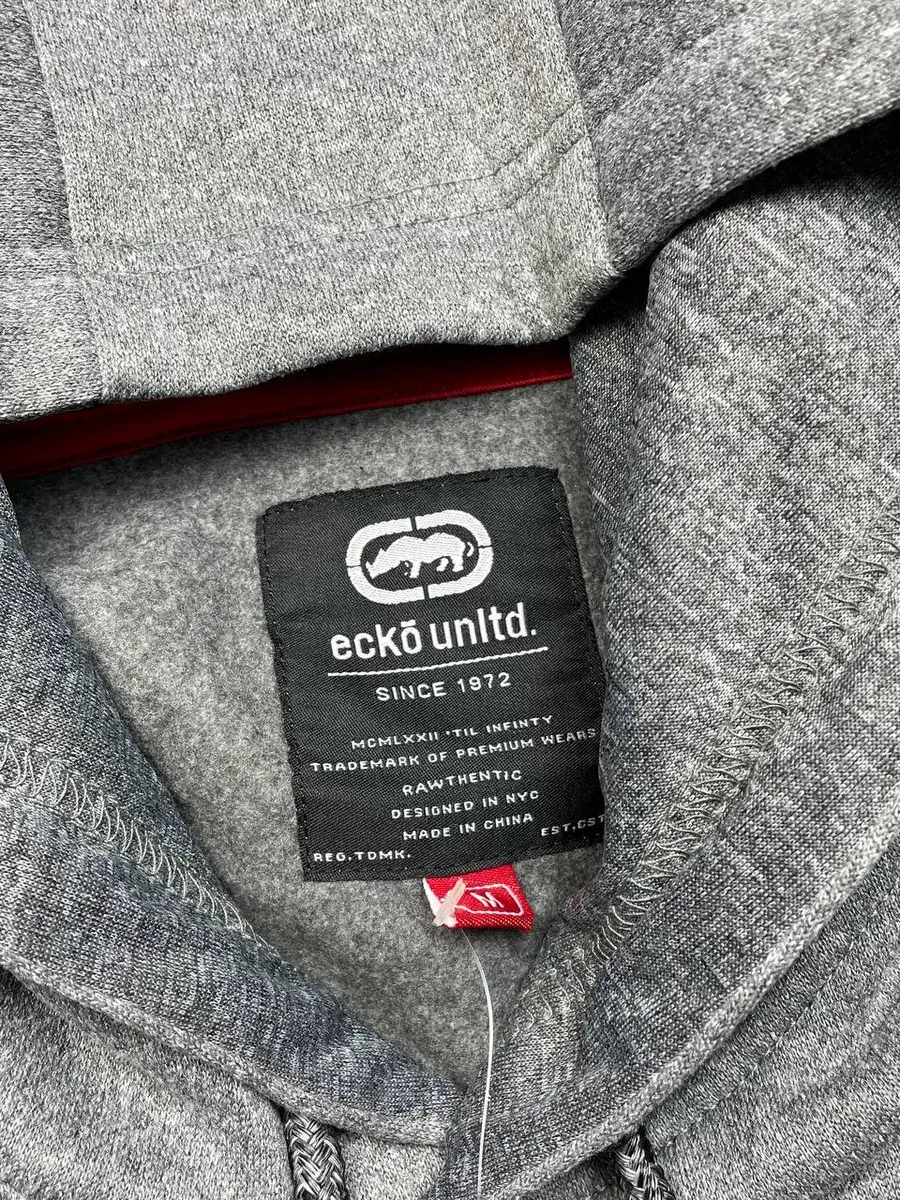 eckō unltd.
SINCE 1972
MCMLXXII 'TIL INFINTY
TRADEMARK OF PREMIUM WEARS
RAWTHENTIC
DESIGNED IN NYC
MADE IN CHINA
REG.TDMK.
EST.CST
M